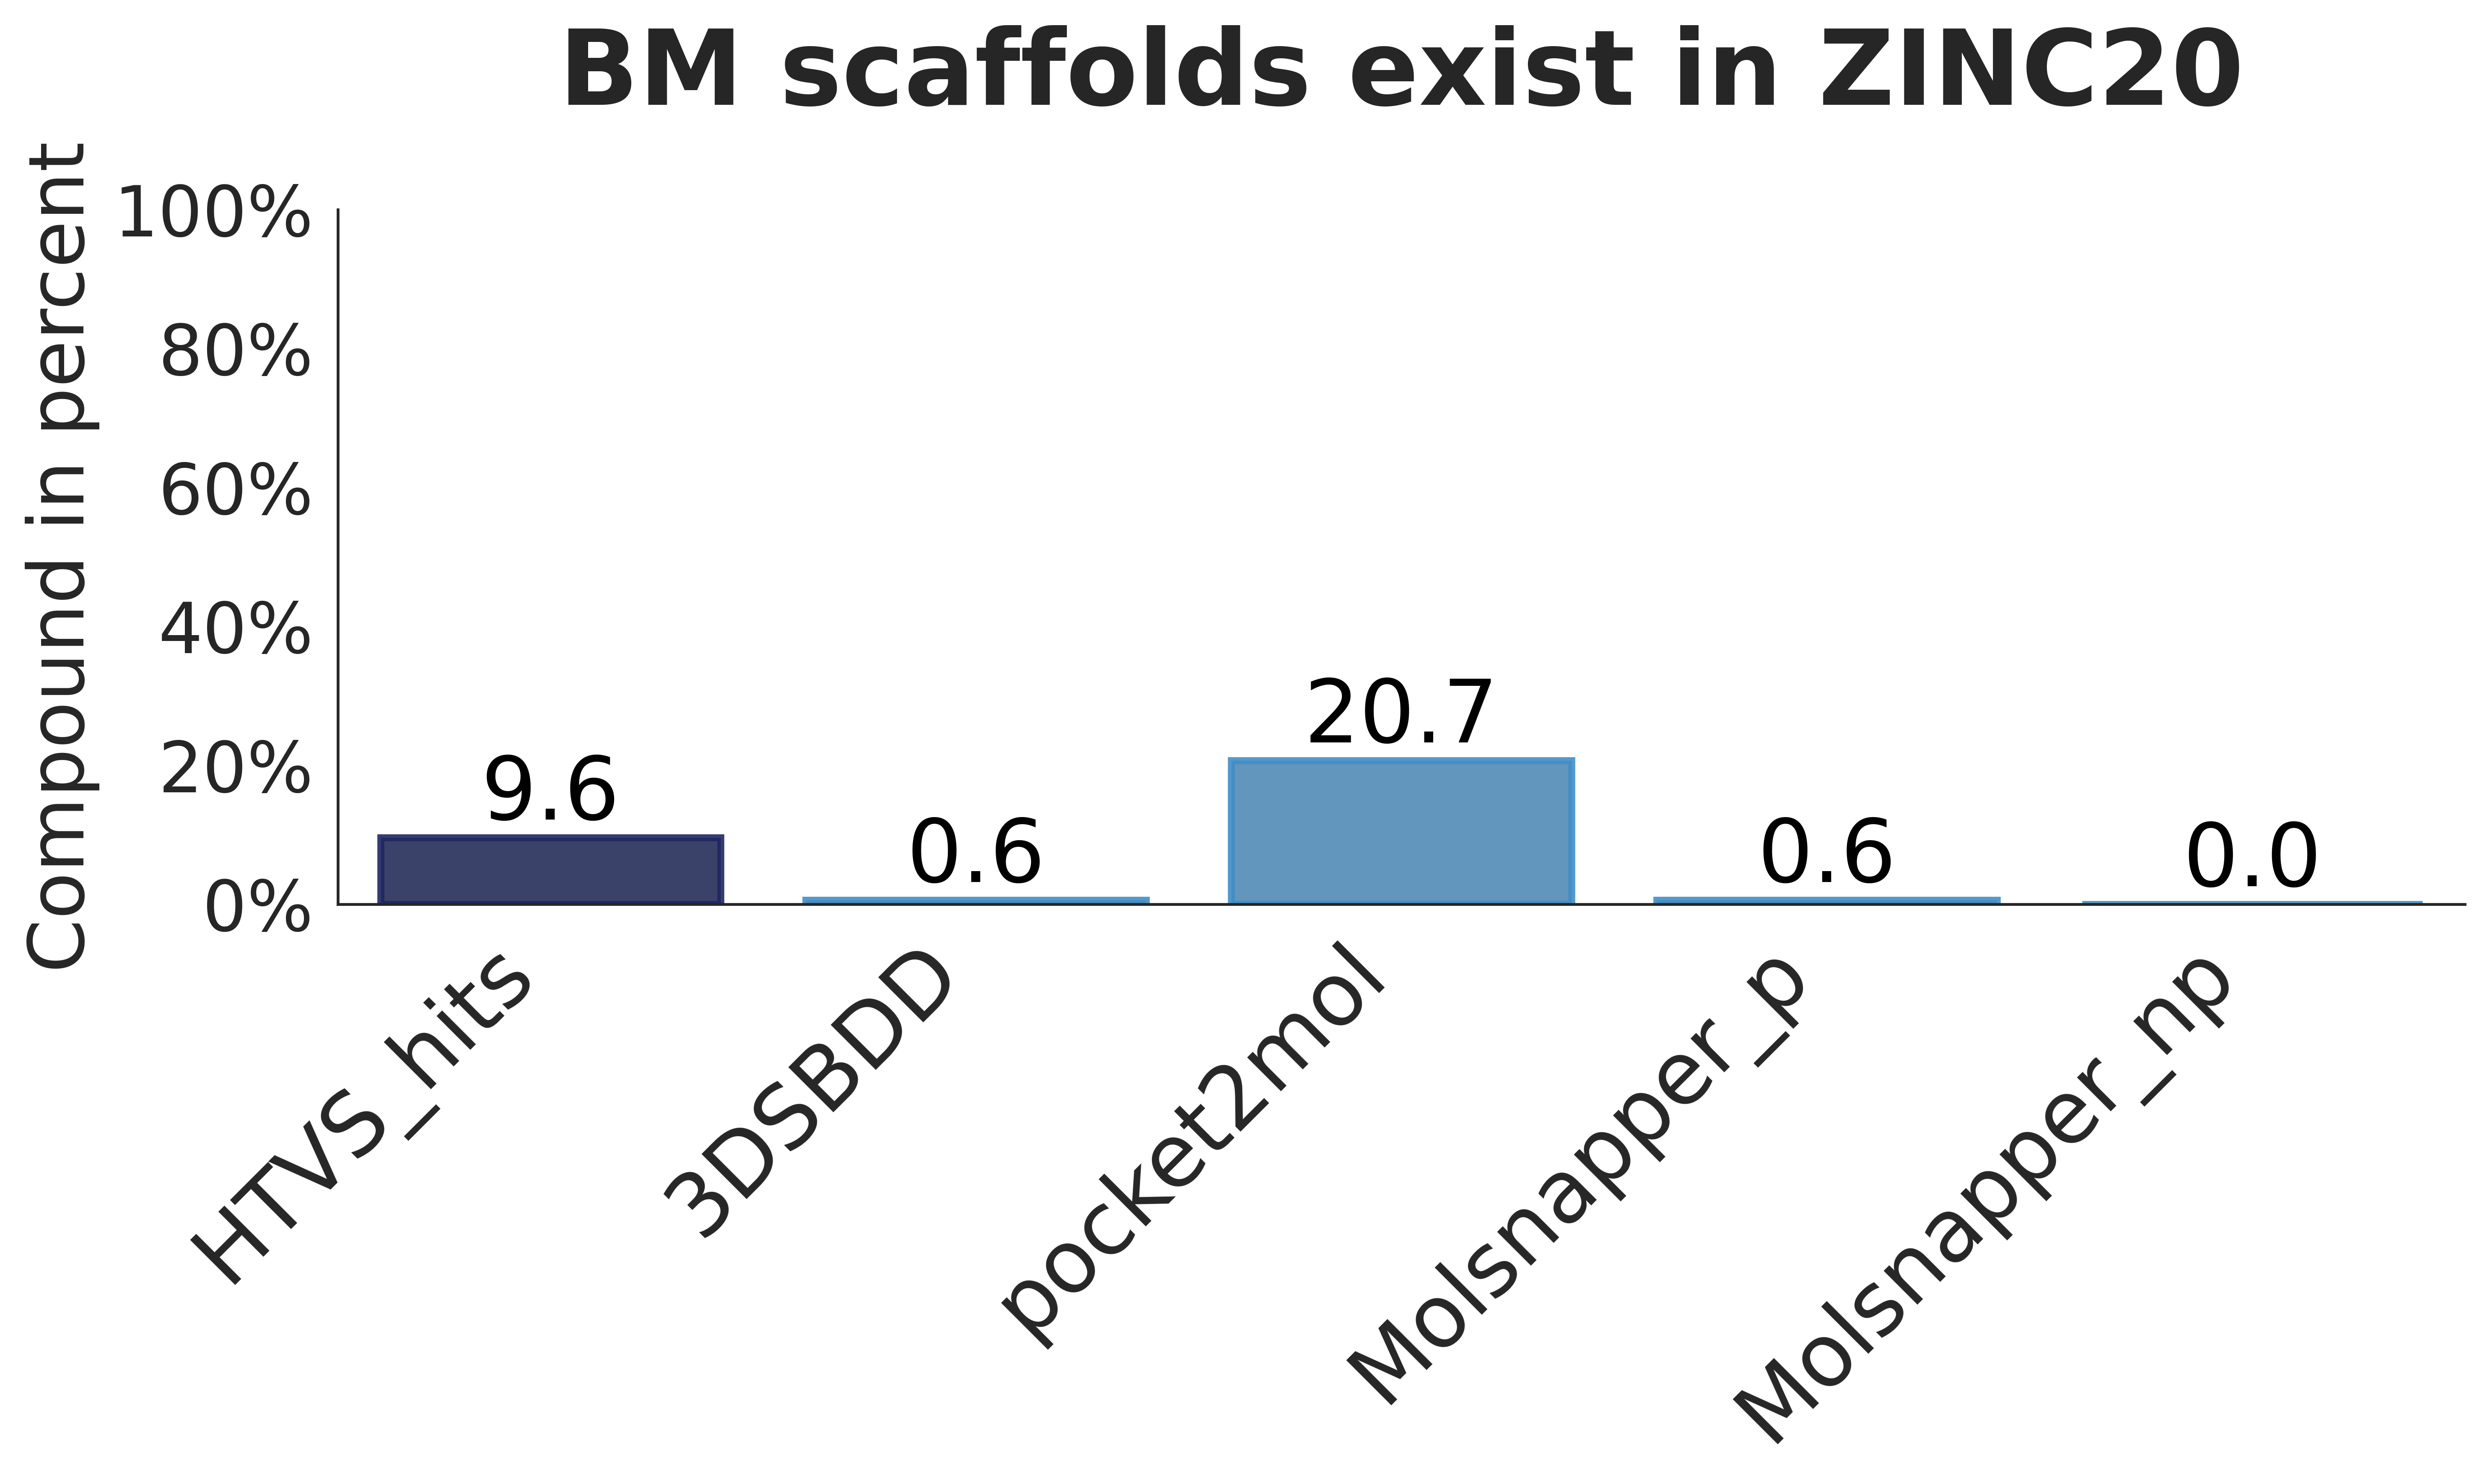 BM scaffolds exist in ZINC20
Compound in percent
100%
80%
60%
40%
20%
0%
9.6
0.6
20.7
0.6
0.0
HTVS_hits
3DSBDD
pocket2mol
Molsnapper_p
Molsnapper_np